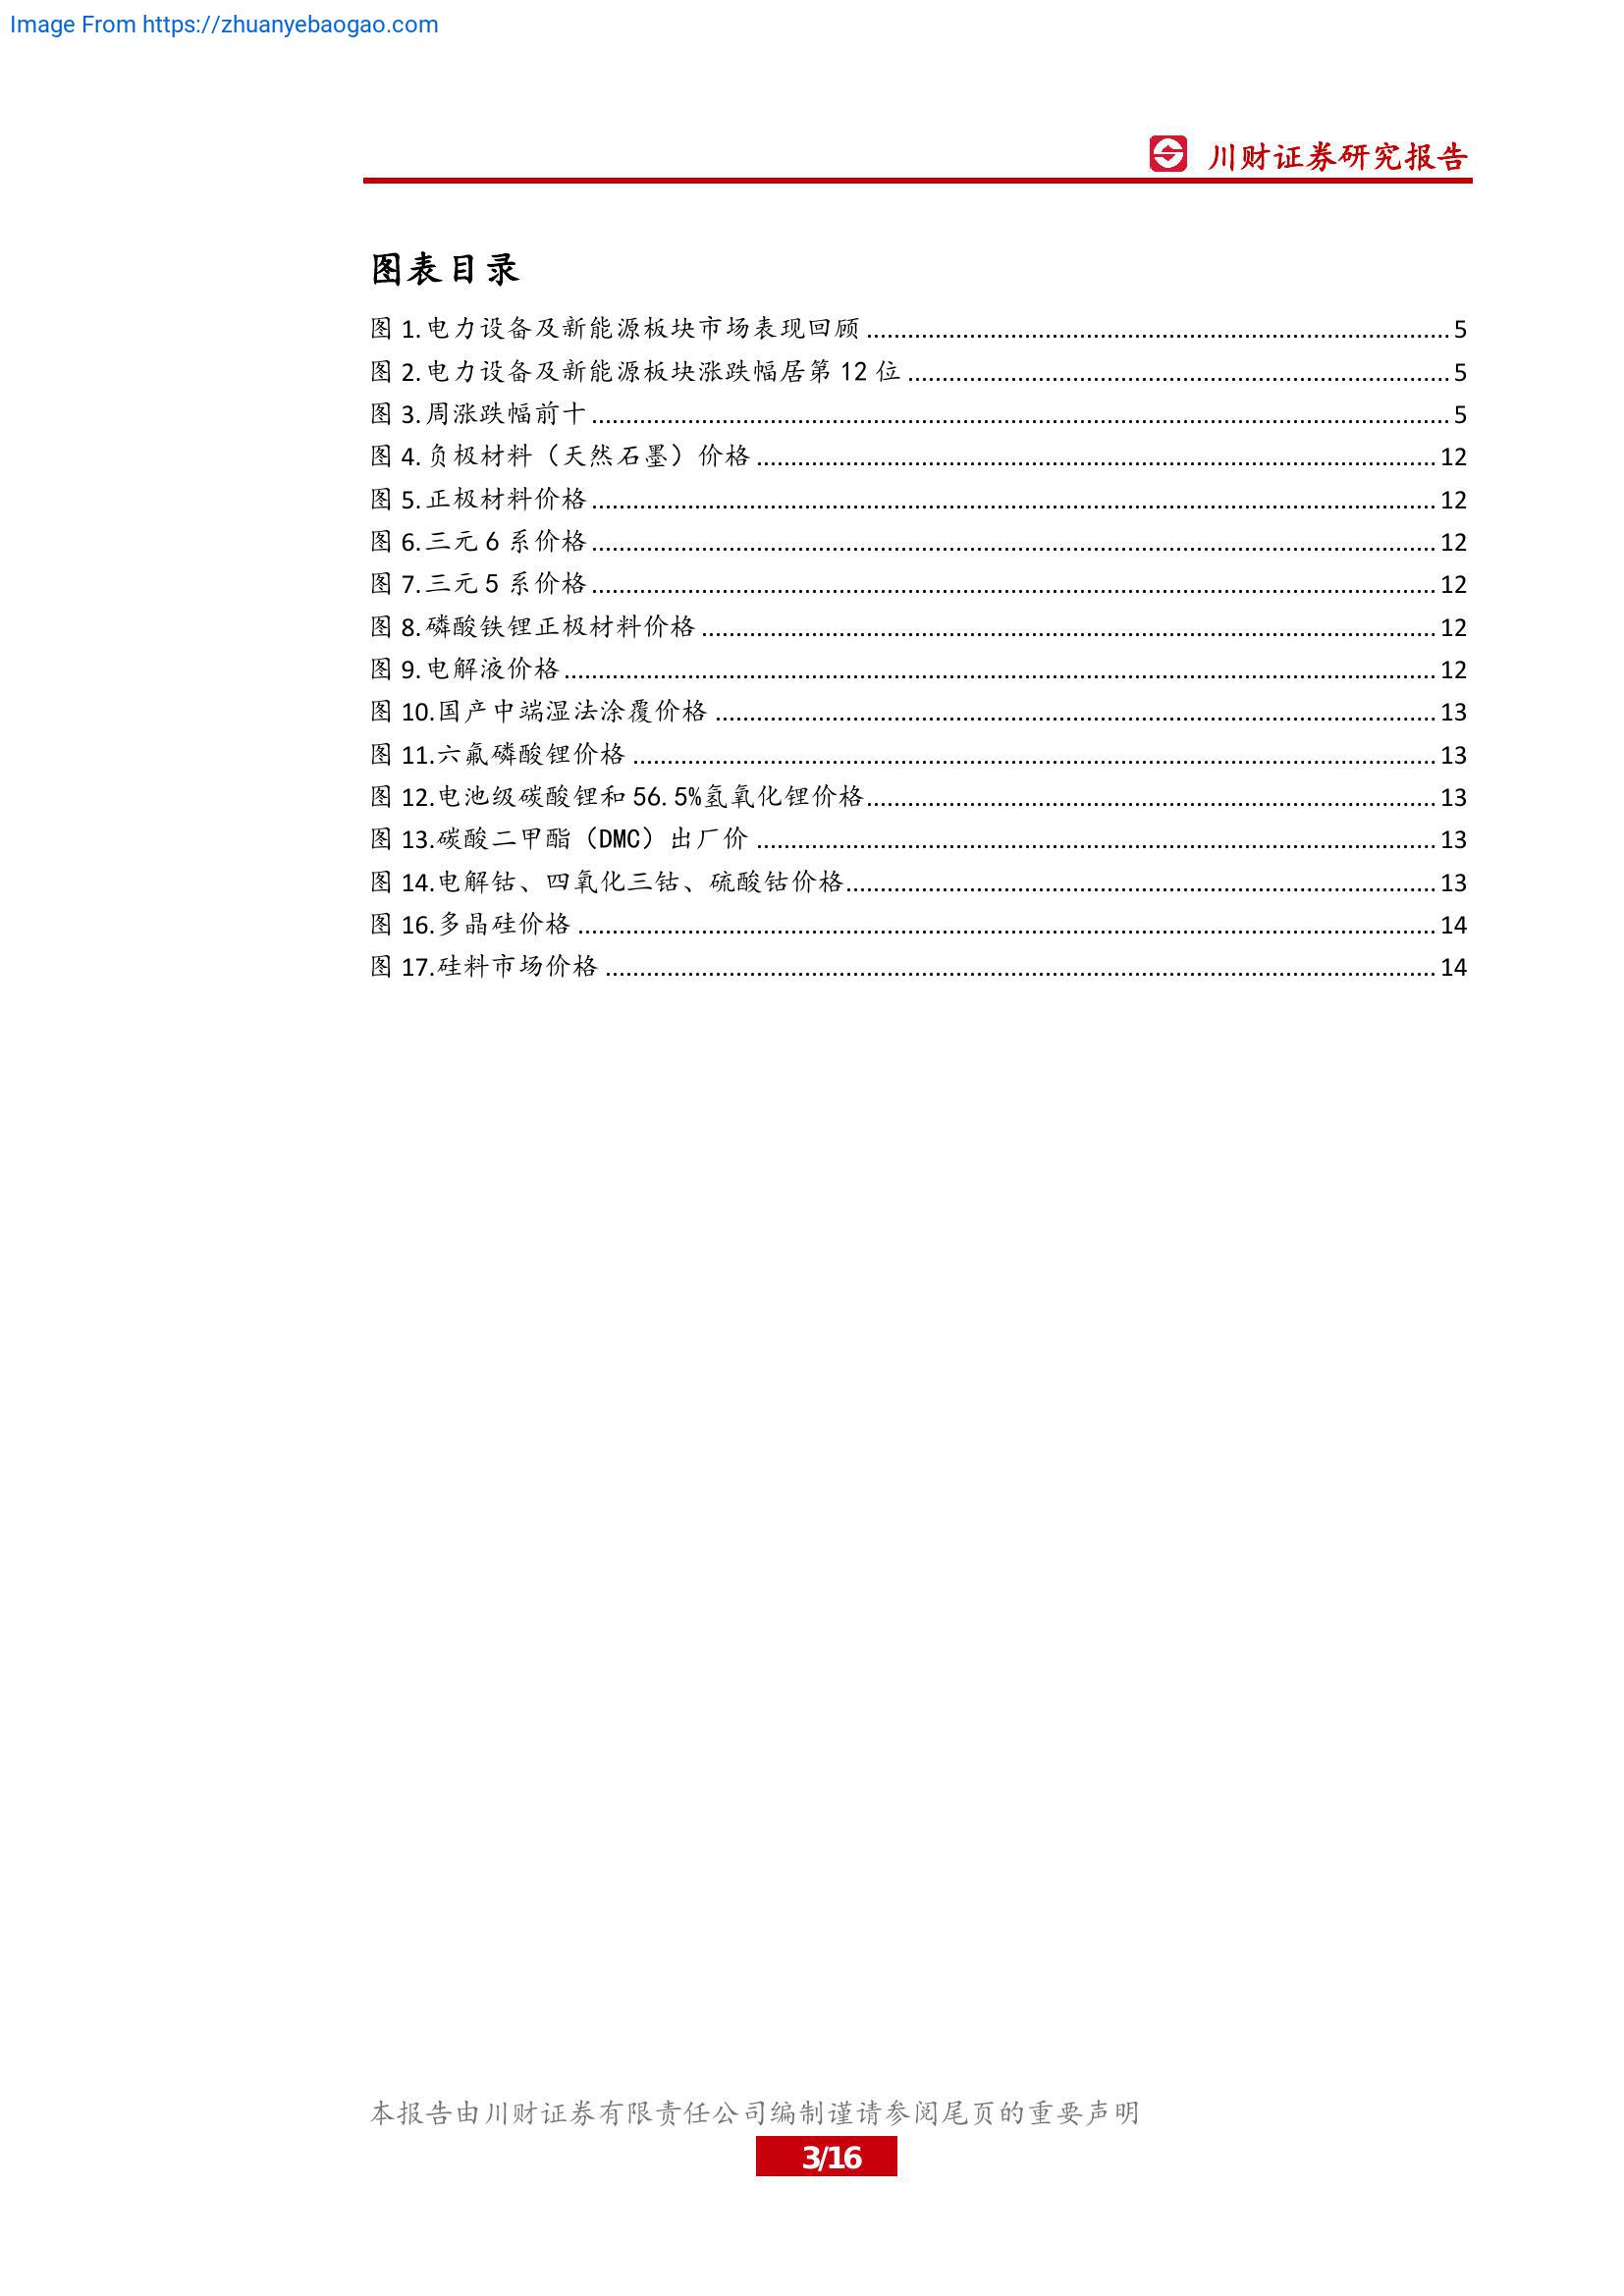 Image From https://zhuanyebaogao.com
川财证券研究报告
图表目录
图 1.电力设备及新能源板块市场表现回顾 ........ 5
图 2.电力设备及新能源板块涨跌幅居第 12 位 ........ 5
图 3.周涨跌幅前十 ........ 5
图 4.负极材料（天然石墨）价格 ........ 12
图 5.正极材料价格 ........ 12
图 6.三元 6 系价格 ........ 12
图 7.三元 5 系价格 ........ 12
图 8.磷酸铁锂正极材料价格 ........ 12
图 9.电解液价格 ........ 12
图 10.国产中端湿法涂覆价格 ........ 13
图 11.六氟磷酸锂价格 ........ 13
图 12.电池级碳酸锂和 56.5%氢氧化锂价格 ........ 13
图 13.碳酸二甲酯（DMC）出厂价 ........ 13
图 14.电解钴、四氧化三钴、硫酸钴价格 ........ 13
图 16.多晶硅价格 ........ 14
图 17.硅料市场价格 ........ 14
本报告由川财证券有限责任公司编制谨请参阅尾页的重要声明
3/16